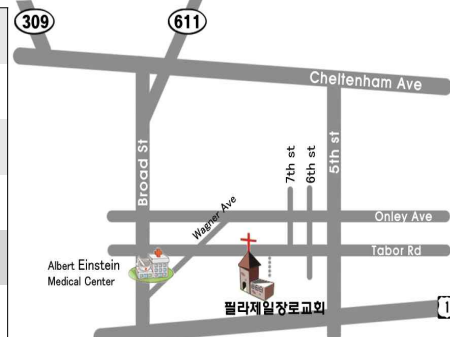 309
611
Cheltenham Ave
Broad St
7th st
6th st
5th st
Wagner Ave
Onley Ave
Tabor Rd
Albert Einstein
Medical Center
필라제일장로교회
1